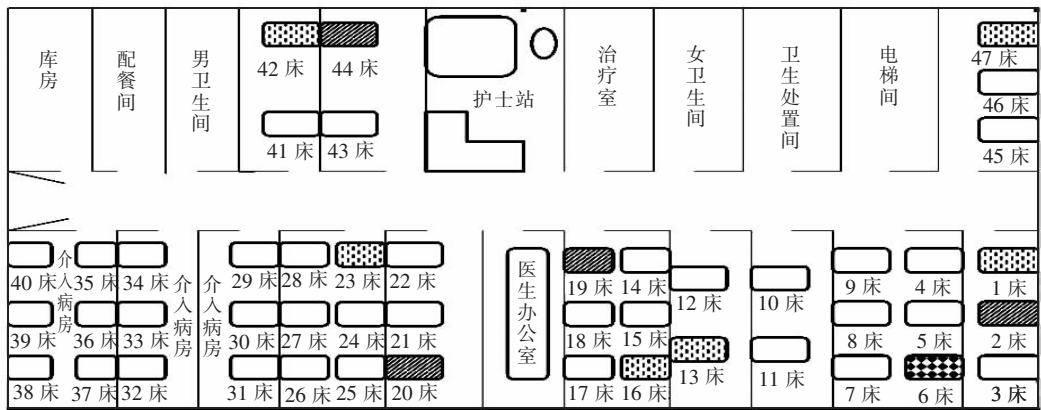 库房
配餐间
男卫生间
42 床
44 床
41 床
43 床
护士站
治疗室
女卫生间
卫生处置间
电梯间
47 床
46 床
45 床
40 床
介入病房
35 床
34 床
39 床
36 床
33 床
38 床
37 床
32 床
介入病房
介入病房
29 床
28 床
23 床
22 床
30 床
27 床
24 床
21 床
31 床
26 床
25 床
20 床
医生办公室
19 床
14 床
18 床
15 床
17 床
16 床
12 床
13 床
10 床
11 床
9 床
4 床
8 床
5 床
7 床
6 床
1 床
2 床
3 床